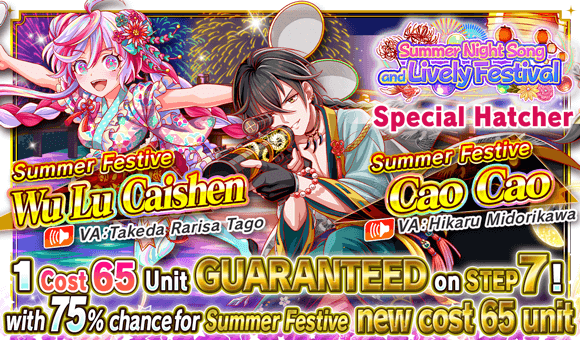 Summer Night Song
and Lively Festival
Special Hatcher
Summer Festive
Wu Lu Caishen
VA:Takeda Rarisa Tago
Summer Festive
Cao Cao
VA:Hikaru Midorikawa
1 Cost 65 Unit GUARANTEED on STEP 7!
with 75% chance for Summer Festive new cost 65 unit